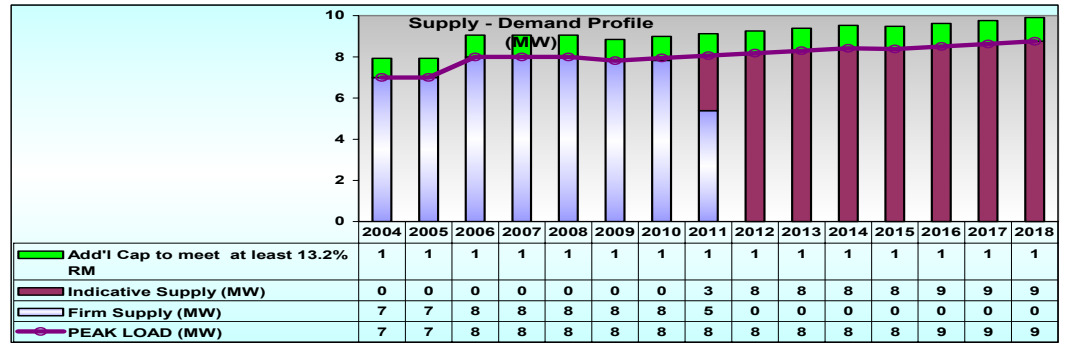 Supply - Demand Profile
(MW)
10
8
6
4
2
0
2004 2005 2006 2007 2008 2009 2010 2011 2012 2013 2014 2015 2016 2017 2018
Add'l Cap to meet at least 13.2% RM 1 1 1 1 1 1 1 1 1 1 1 1 1 1 1
Indicative Supply (MW) 0 0 0 0 0 0 0 3 8 8 8 8 9 9 9
Firm Supply (MW) 7 7 8 8 8 8 8 5 0 0 0 0 0 0 0
PEAK LOAD (MW) 7 7 8 8 8 8 8 8 8 8 8 8 9 9 9